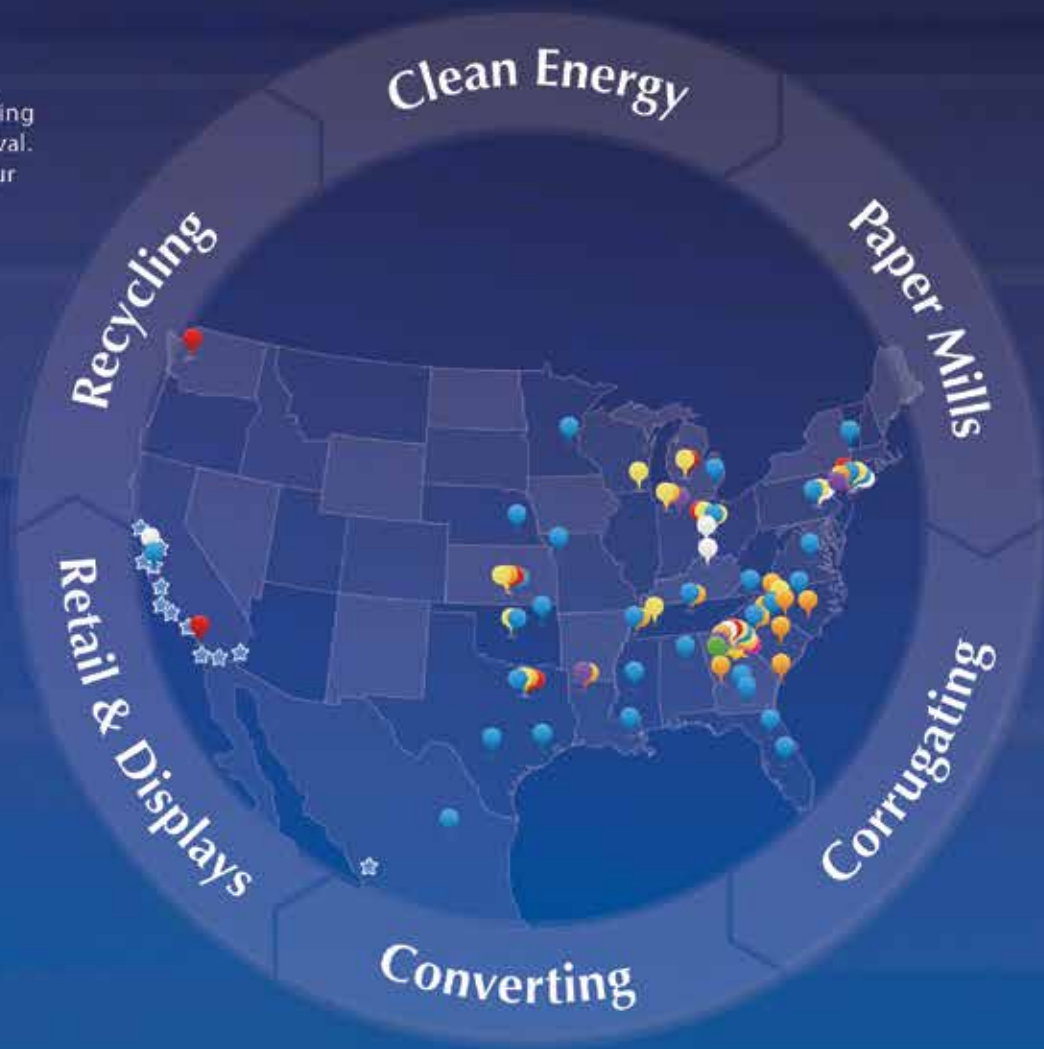 Clean Energy
Paper Mills
Corrugating
Converting
Retail & Displays
Recycling